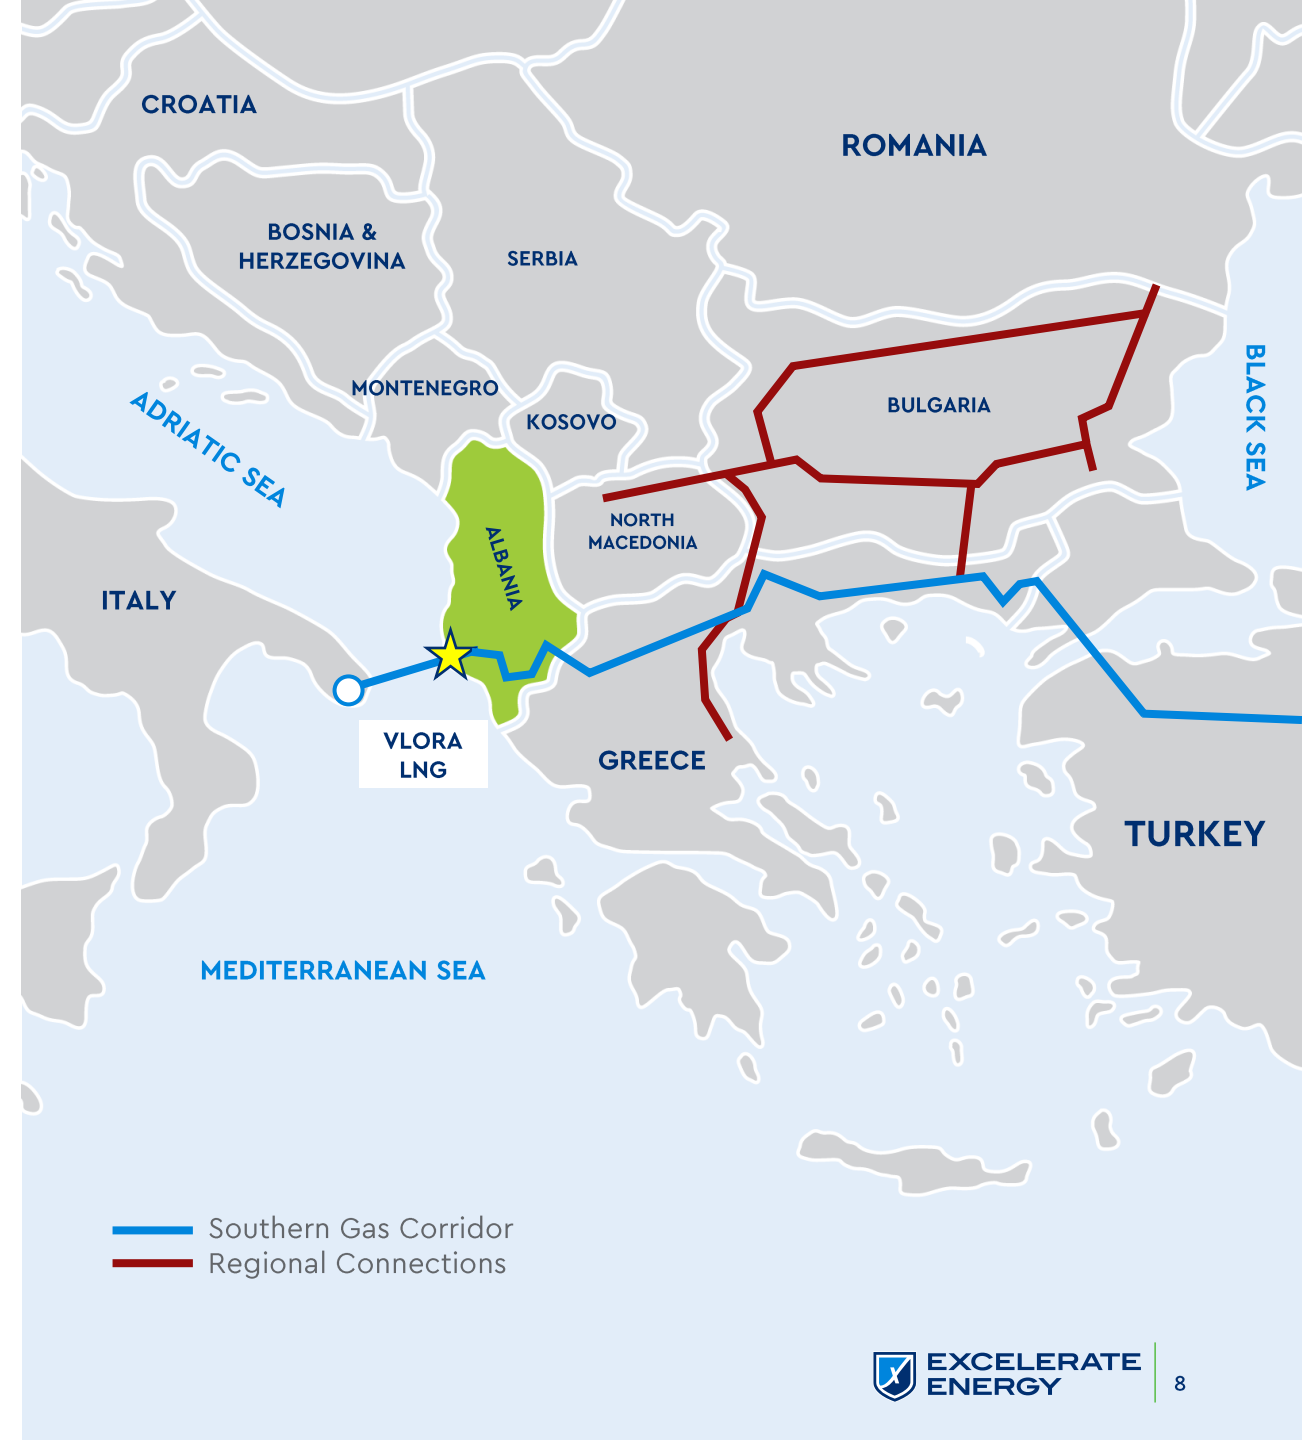 CROATIA
ROMANIA
BOSNIA &
HERZEGOVINA
SERBIA
MONTENEGRO
KOSOVO
BULGARIA
BLACK SEA
ADRIATIC SEA
ALBANIA
NORTH
MACEDONIA
ITALY
VLORA
LNG
GREECE
TURKEY
MEDITERRANEAN SEA
Southern Gas Corridor
Regional Connections
EXCELERATE
ENERGY
8